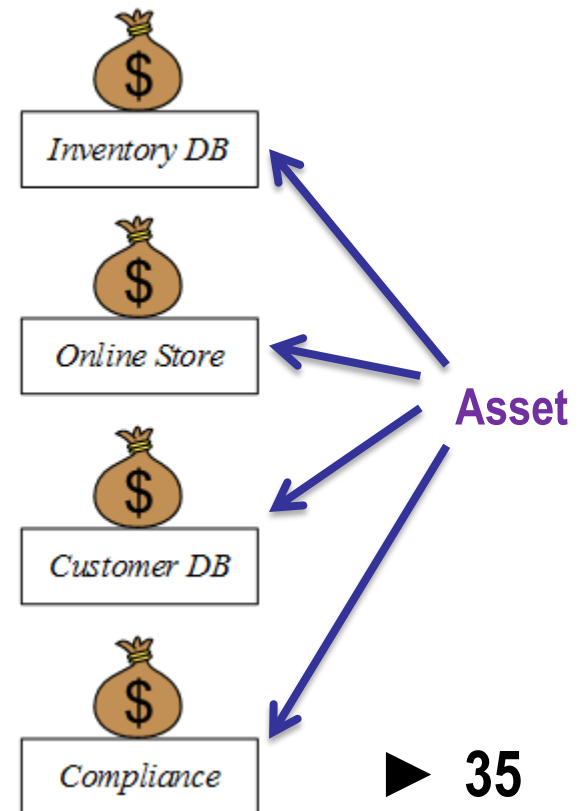 $
Inventory DB
$
Online Store
Asset
$
Customer DB
$
Compliance
► 35